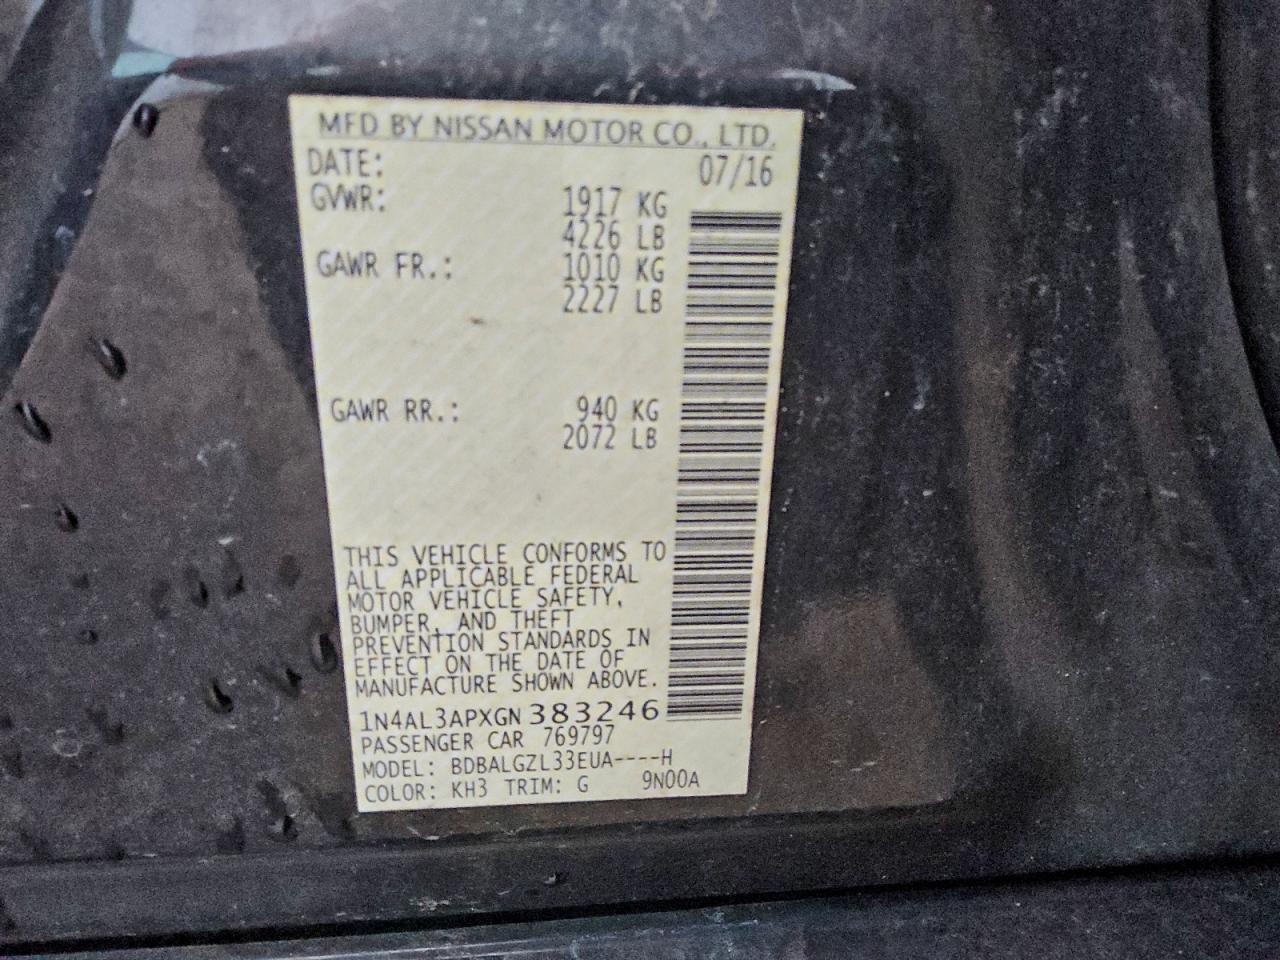 MFD BY NISSAN MOTOR CO., LTD.
DATE: 07/16
GVWR: 1917 KG
4226 LB
GAWR FR.: 1010 KG
2227 LB
GAWR RR.: 940 KG
2072 LB
THIS VEHICLE CONFORMS TO
ALL APPLICABLE FEDERAL
MOTOR VEHICLE SAFETY,
BUMPER, AND THEFT
PREVENTION STANDARDS IN
EFFECT ON THE DATE OF
MANUFACTURE SHOWN ABOVE.
1N4AL3APXGN383246
PASSENGER CAR 769797
MODEL: BDBALGZL33EUA----H
COLOR: KH3 TRIM: G 9N00A